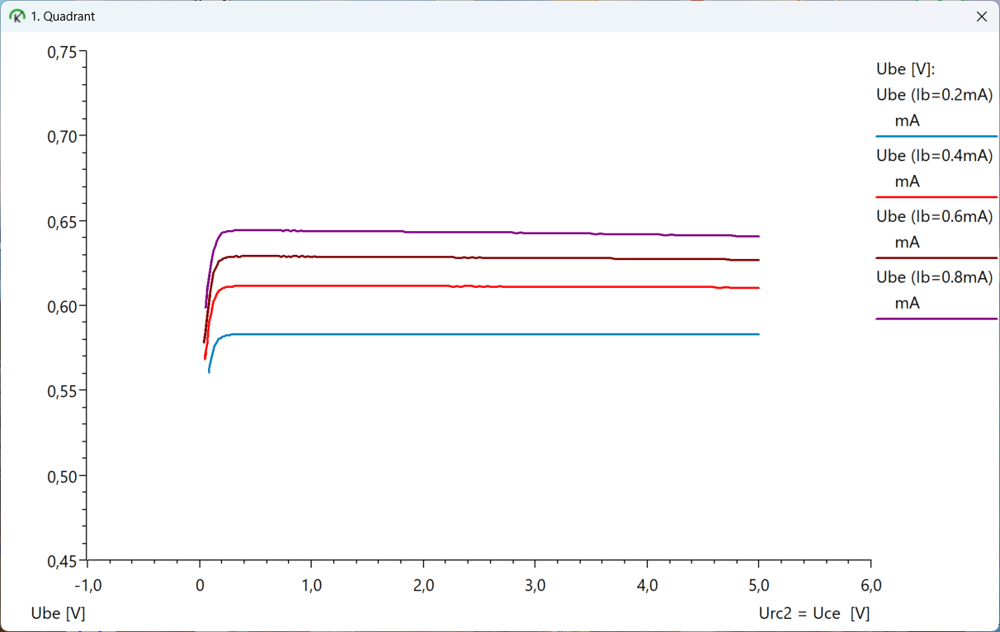 1. Quadrant
0,75
0,70
0,65
0,60
0,55
0,50
0,45
-1,0 0 1,0 2,0 3,0 4,0 5,0 6,0
Ube [V]
Urc2 = Uce [V]
Ube [V]:
Ube (Ib=0.2mA)
mA
Ube (Ib=0.4mA)
mA
Ube (Ib=0.6mA)
mA
Ube (Ib=0.8mA)
mA